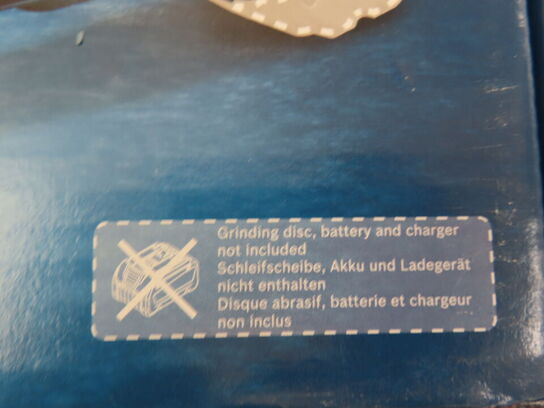 Grinding disc, battery and charger
not included
Schleifscheibe, Akku und Ladegerät
nicht enthalten
Disque abrasif, batterie et chargeur
non inclus